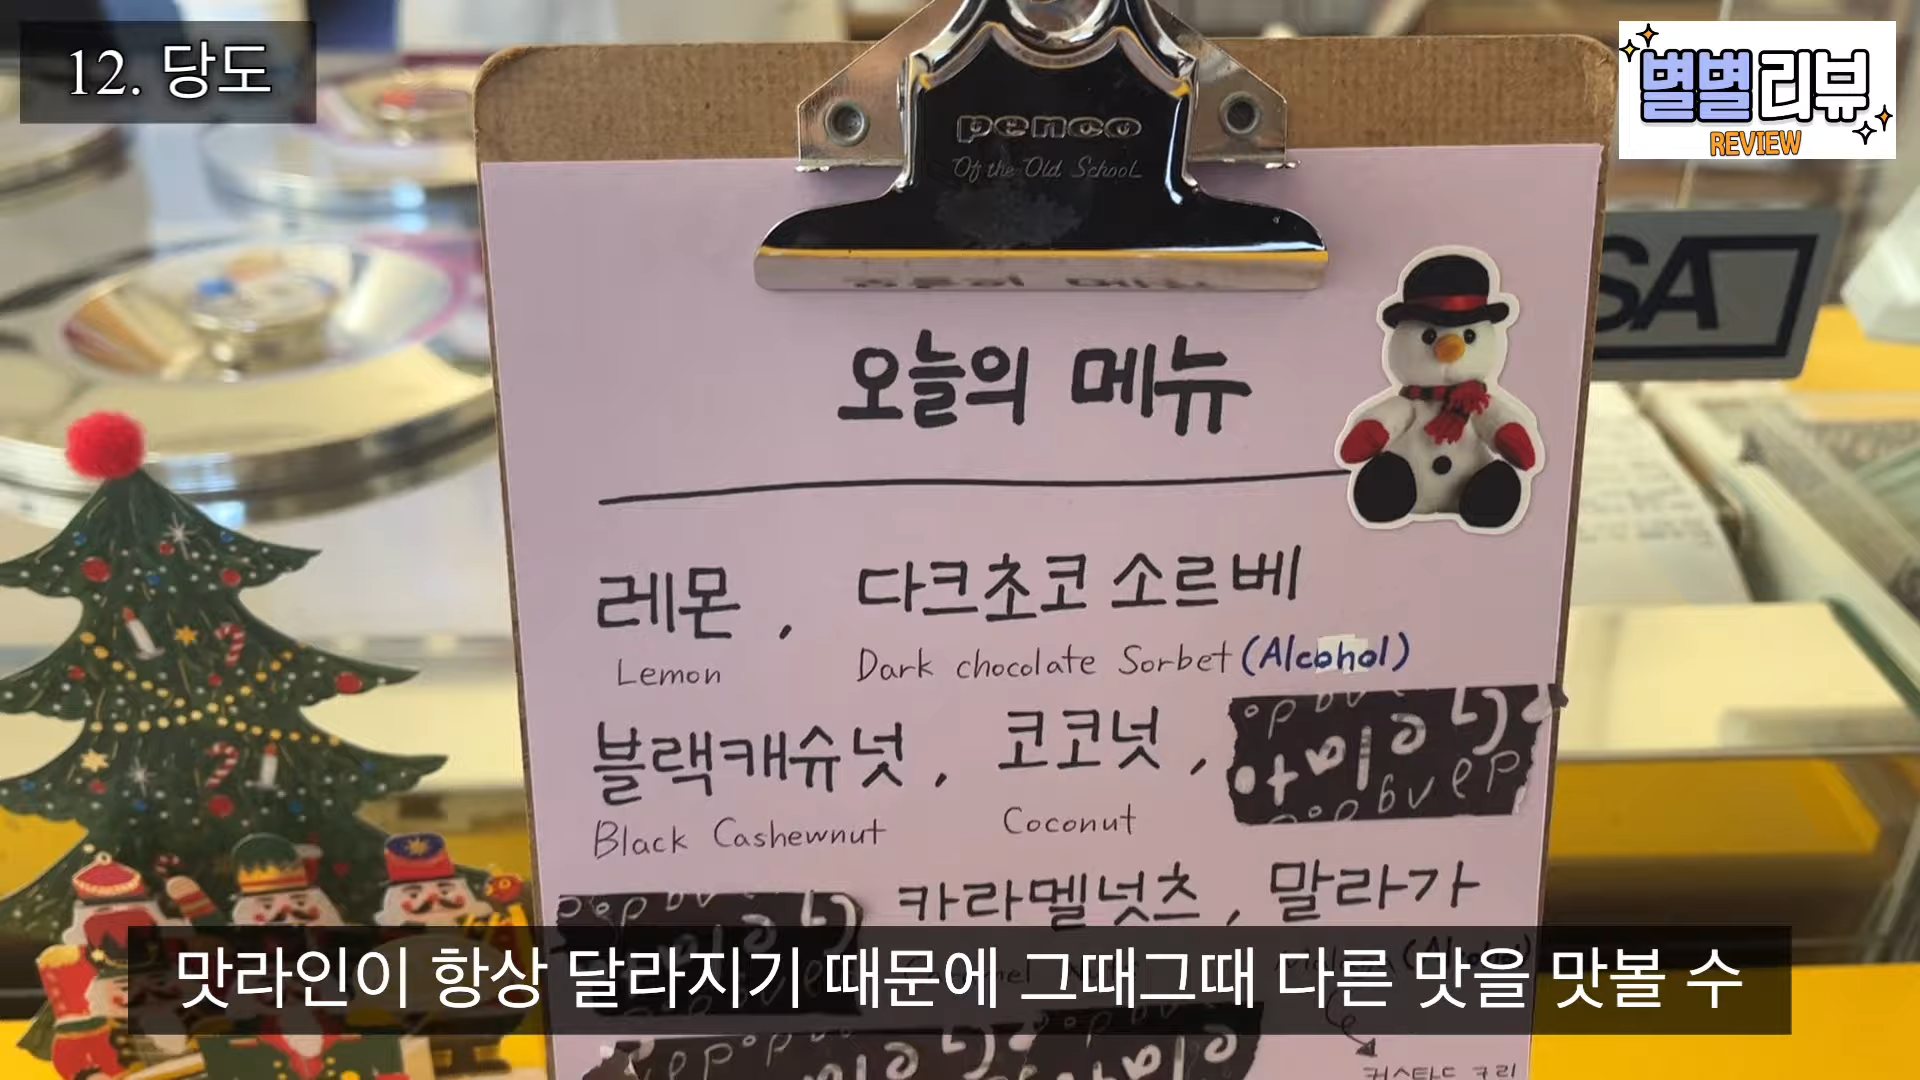 12. 당도
별별리뷰
REVIEW
penco
Of the Old School
오늘의 메뉴
레몬 , 다크초코 소르베
Lemon Dark chocolate Sorbet (Alcohol)
블랙캐슈넛 , 코코넛 ,
Black Cashewnut Coconut
카라멜넛츠 , 말라가
맛라인이 항상 달라지기 때문에 그때그때 다른 맛을 맛볼 수